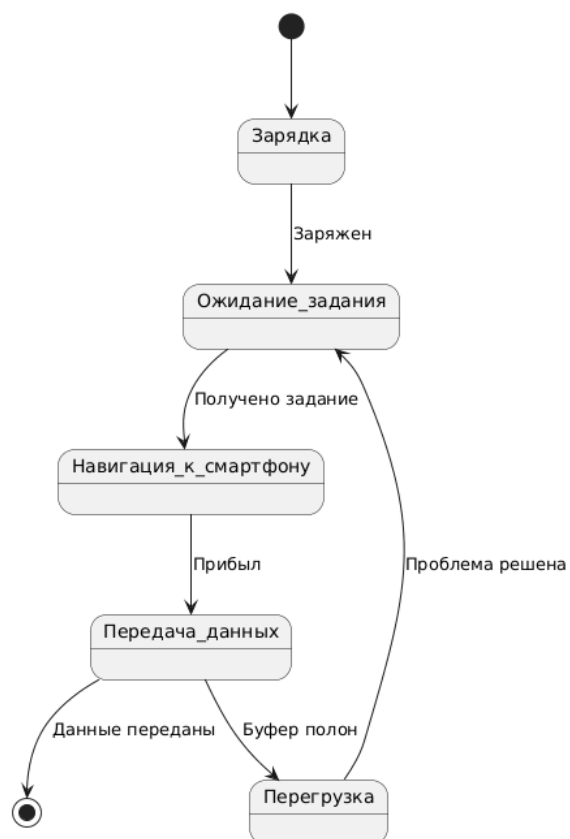 Зарядка
Заряжен
Ожидание_задания
Получено задание
Навигация_к_смартфону
Прибыл
Проблема решена
Передача_данных
Данные переданы
Буфер полон
Перегрузка